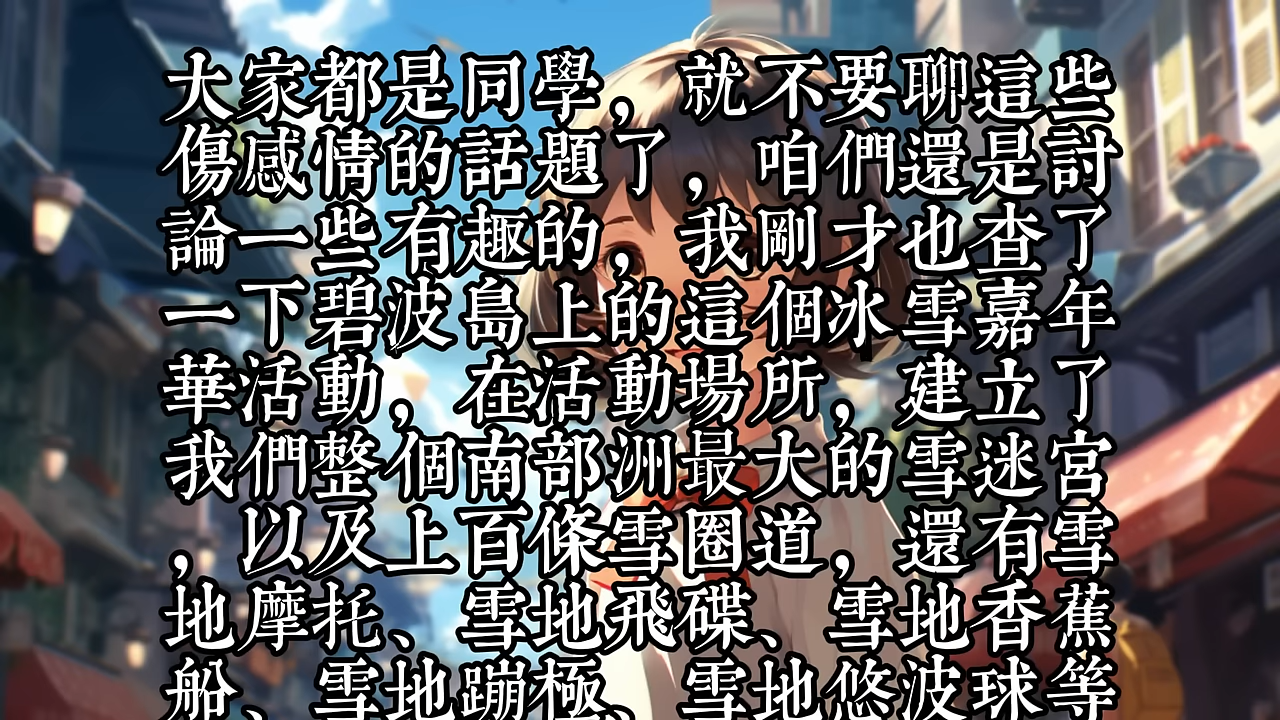 大家都是同學，就不要聊這些
傷感情的話題了，咱們還是討
論一些有趣的，我剛才也查了
一下碧波島上的這個冰雪嘉年
華活動，在活動場所，建立了
我們整個南部洲最大的雪迷宮
，以及上百條雪圈道，還有雪
地摩托、雪地飛碟、雪地香蕉
船、雪地蹦極、雪地悠波球等